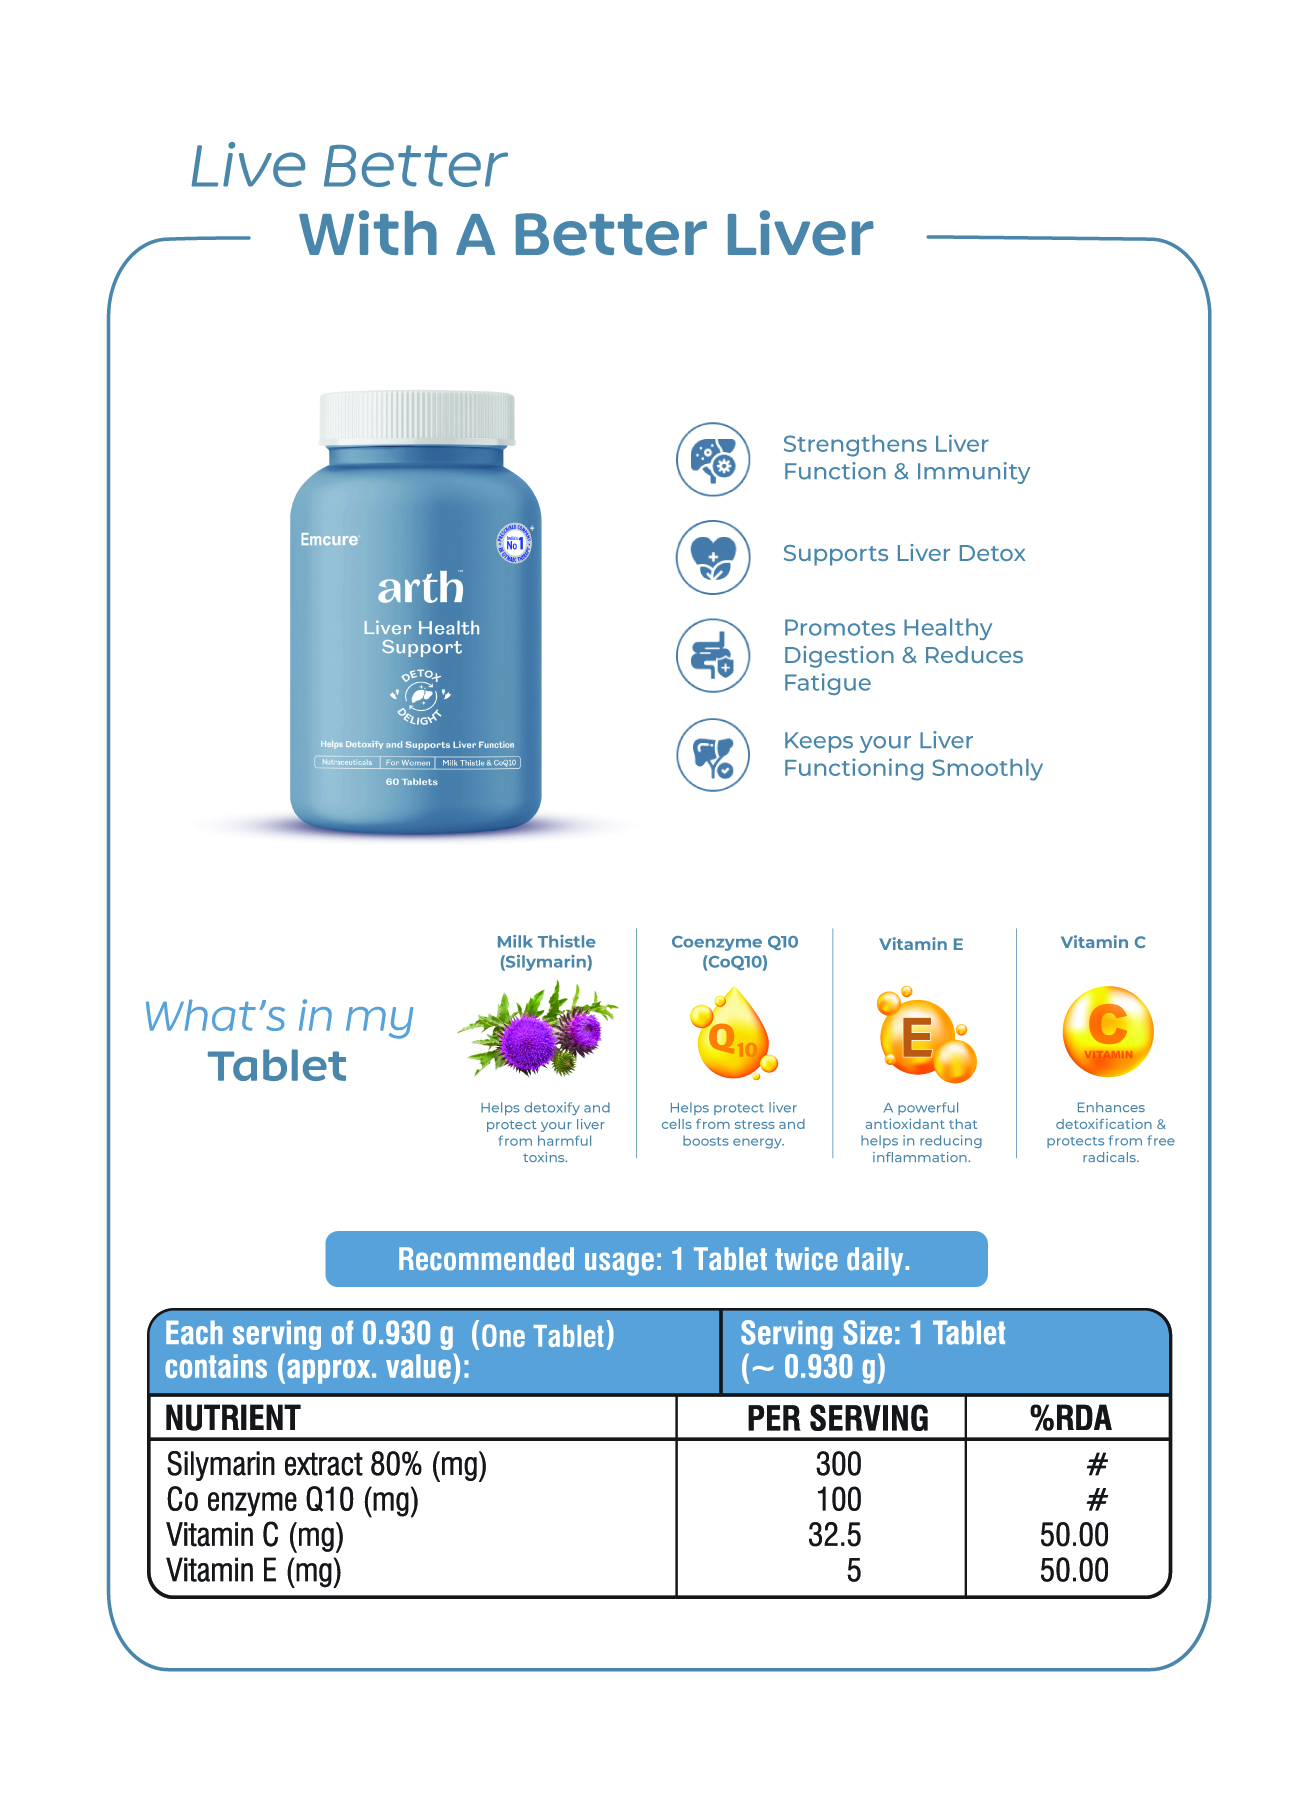 Live Better
With A Better Liver
Emcure
India's
No 1
arth™
Liver Health
Support
DETOX
DELIGHT
Helps Detoxify and Supports Liver Function
Nutraceuticals | For Women | Milk Thistle & CoQ10
60 Tablets
Strengthens Liver
Function & Immunity
Supports Liver Detox
Promotes Healthy
Digestion & Reduces
Fatigue
Keeps your Liver
Functioning Smoothly
What's in my
Tablet
Milk Thistle
(Silymarin)
Helps detoxify and
protect your liver
from harmful
toxins.
Coenzyme Q10
(CoQ10)
Q10
Helps protect liver
cells from stress and
boosts energy.
Vitamin E
E
A powerful
antioxidant that
helps in reducing
inflammation.
Vitamin C
C
VITAMIN
Enhances
detoxification &
protects from free
radicals.
Recommended usage: 1 Tablet twice daily.
Each serving of 0.930 g (One Tablet)
contains (approx. value):
Serving Size: 1 Tablet
(~ 0.930 g)
NUTRIENT PER SERVING %RDA
Silymarin extract 80% (mg) 300 #
Co enzyme Q10 (mg) 100 #
Vitamin C (mg) 32.5 50.00
Vitamin E (mg) 5 50.00